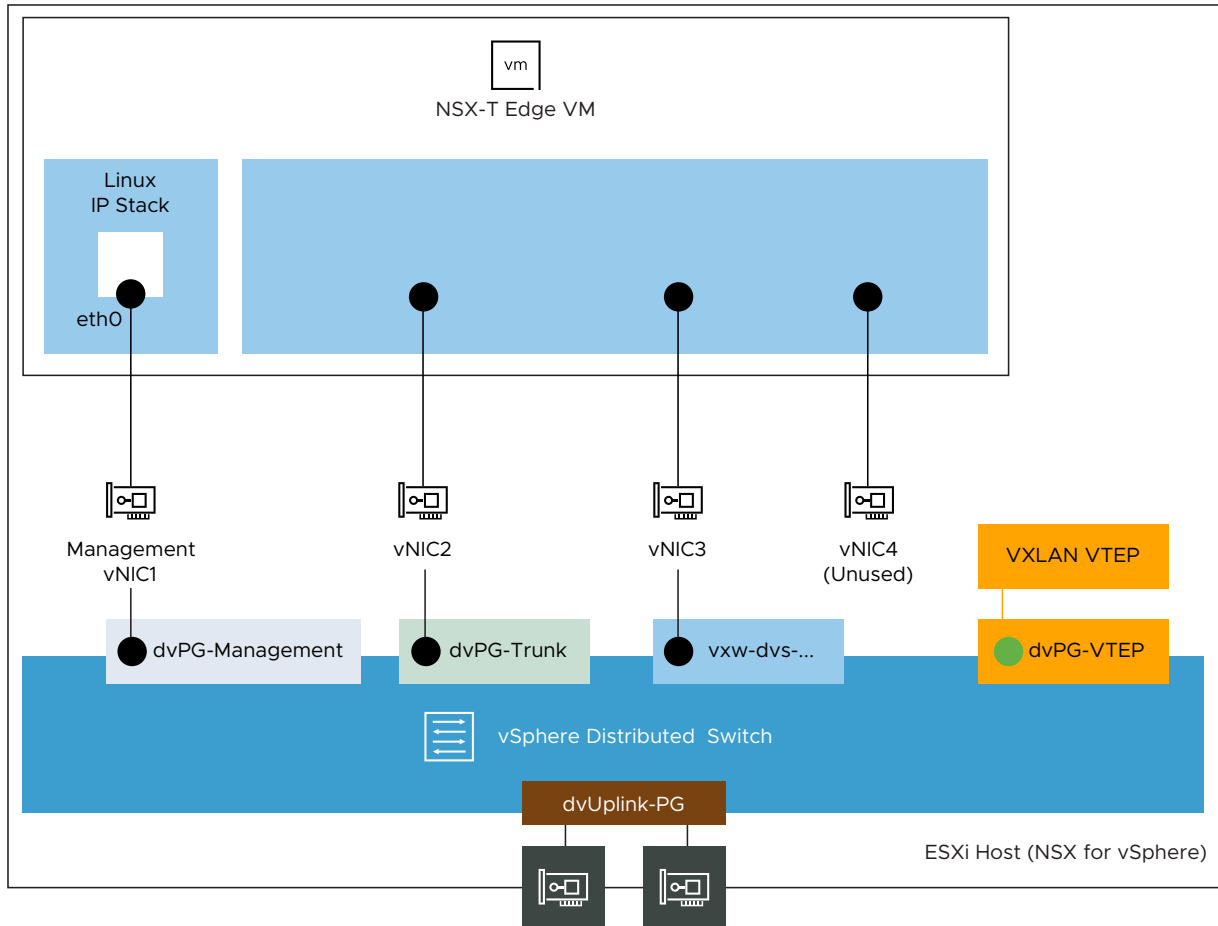 vm
NSX-T Edge VM
Linux
IP Stack
eth0
Management
vNIC1
vNIC2
vNIC3
vNIC4
(Unused)
VXLAN VTEP
dvPG-Management
dvPG-Trunk
vxw-dvs-...
dvPG-VTEP
vSphere Distributed Switch
dvUplink-PG
ESXi Host (NSX for vSphere)